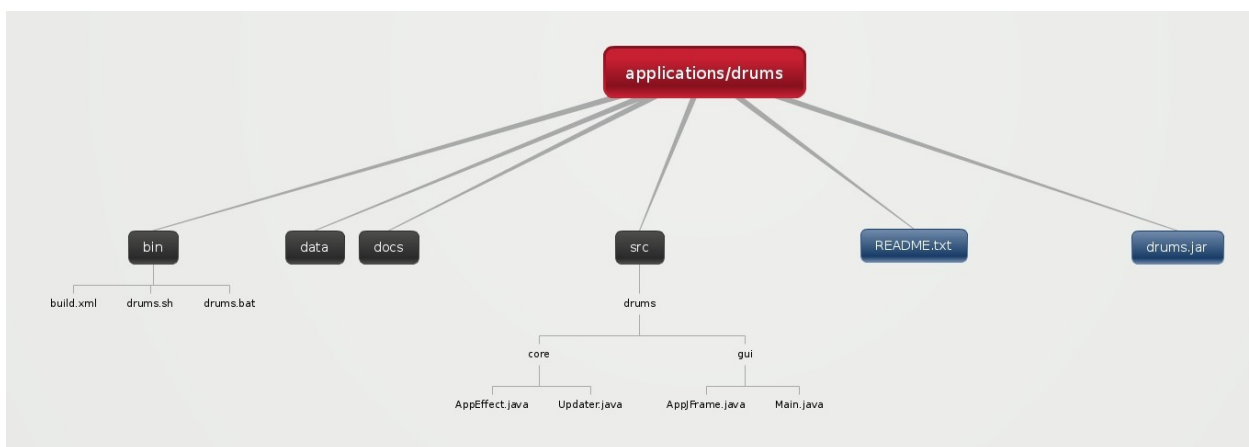 applications/drums
bin data docs src README.txt drums.jar
build.xml drums.sh drums.bat drums
core gui
AppEffect.java Updater.java AppJFrame.java Main.java